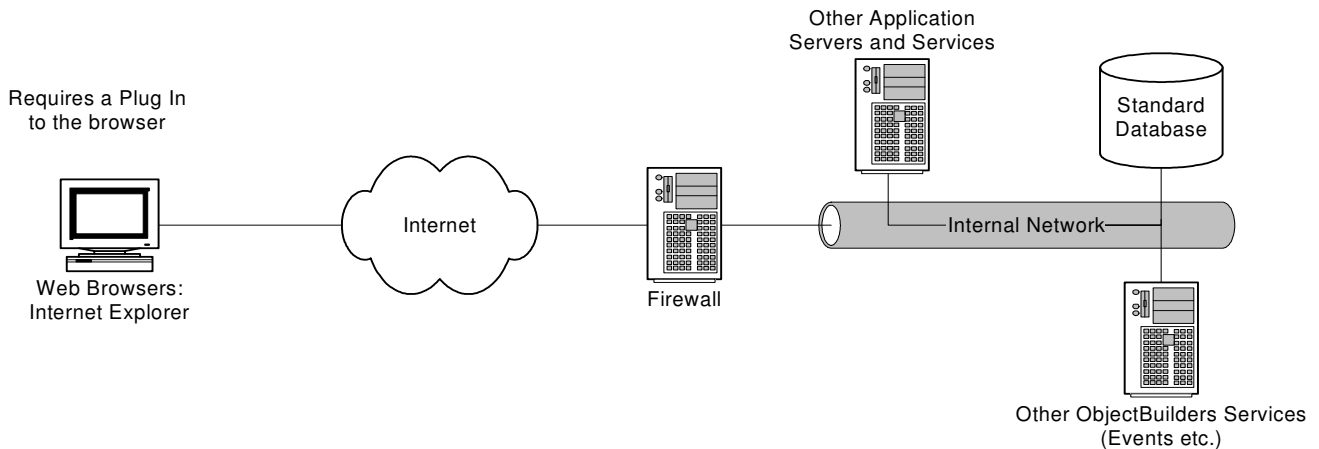 Other Application
Servers and Services
Requires a Plug In
to the browser
Standard
Database
Internet
Internal Network
Web Browsers:
Internet Explorer
Firewall
Other ObjectBuilders Services
(Events etc.)